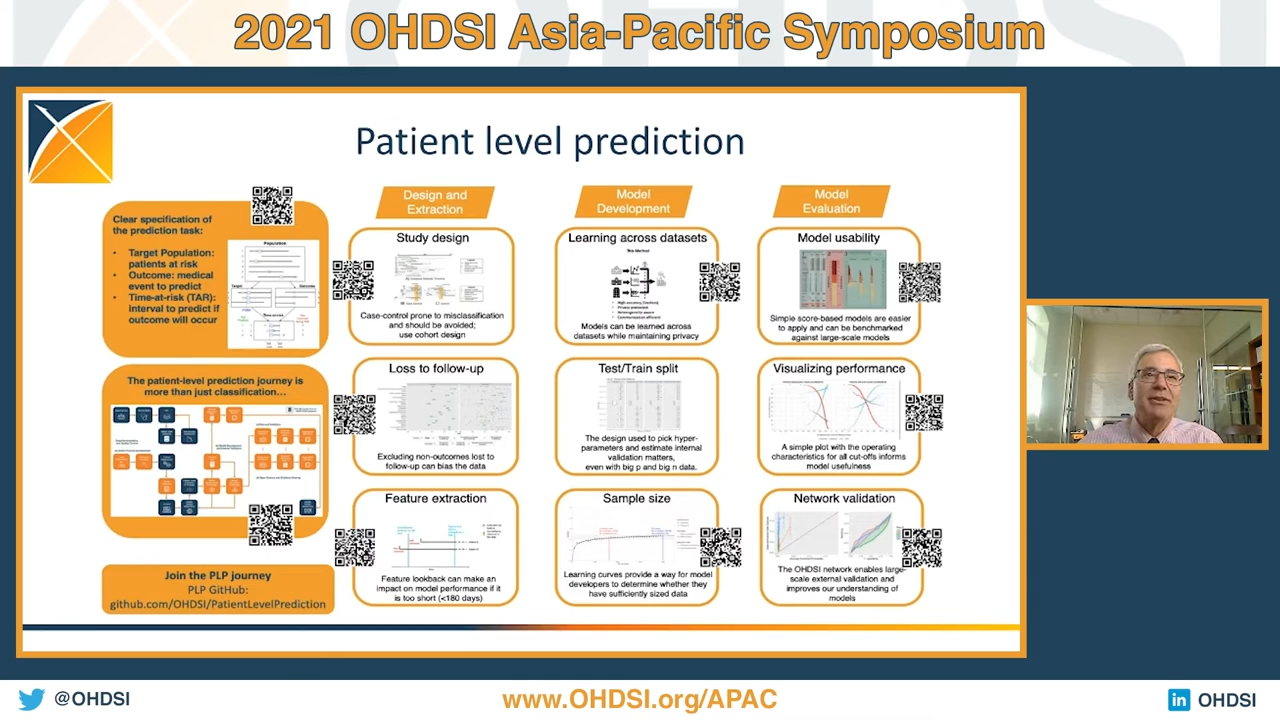 2021 OHDSI Asia-Pacific Symposium
OHDSI
Patient level prediction
Clear specification of
the prediction task:
• Target Population:
patients at risk
• Outcome: medical
event to predict
• Time-at-risk (TAR):
interval to predict if
outcome will occur
Population
Target
Outcome
The patient-level prediction journey is
more than just classification...
Join the PLP journey
PLP GitHub:
github.com/OHDSI/PatientLevelPrediction
Design and
Extraction
Study design
Case-control prone to misclassification
and should be avoided;
use cohort design
Loss to follow-up
Excluding non-outcomes lost to
follow-up can bias the data
Feature extraction
Feature lookback can make an
impact on model performance if it
is too short (<180 days)
Model
Development
Learning across datasets
Models can be learned across
datasets while maintaining privacy
Test/Train split
The design used to pick hyper-
parameters and estimate internal
validation matters,
even with big p and big n data.
Sample size
Learning curves provide a way for model
developers to determine whether they
have sufficiently sized data
Model
Evaluation
Model usability
Simple score-based models are easier
to apply and can be benchmarked
against large-scale models
Visualizing performance
A simple plot with the operating
characteristics for all cut-offs informs
model usefulness
Network validation
The OHDSI network enables large-
scale external validation and
improves our understanding of
models
@OHDSI
www.OHDSI.org/APAC
in OHDSI